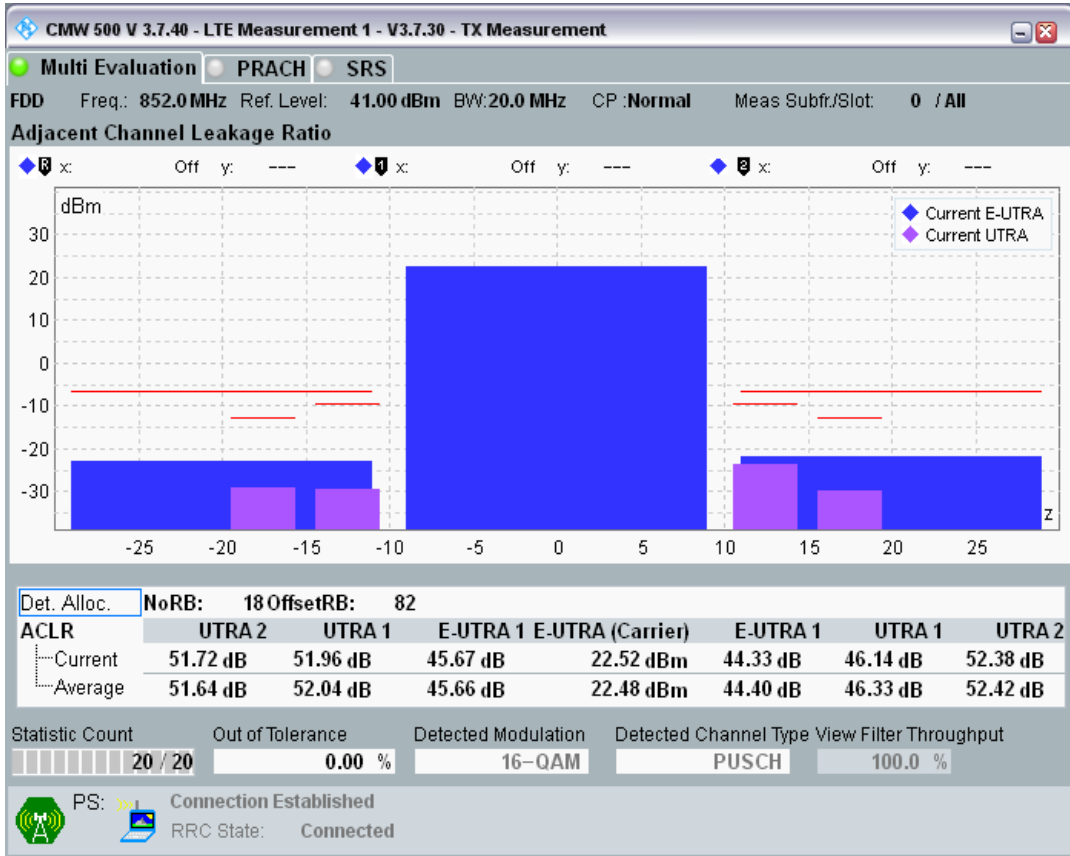 CMW 500 V 3.7.40 - LTE Measurement 1 - V3.7.30 - TX Measurement
Multi Evaluation PRACH SRS
FDD Freq.: 852.0 MHz Ref. Level: 41.00 dBm BW: 20.0 MHz CP : Normal Meas Subfr./Slot: 0 / All
Adjacent Channel Leakage Ratio
R x: Off y: --- 1 x: Off y: --- 2 x: Off y: ---
dBm
Current E-UTRA
Current UTRA
30
20
10
0
-10
-20
-30
z
-25 -20 -15 -10 -5 0 5 10 15 20 25
Det. Alloc. NoRB: 18 OffsetRB: 82
ACLR UTRA 2 UTRA 1 E-UTRA 1 E-UTRA (Carrier) E-UTRA 1 UTRA 1 UTRA 2
Current 51.72 dB 51.96 dB 45.67 dB 22.52 dBm 44.33 dB 46.14 dB 52.38 dB
Average 51.64 dB 52.04 dB 45.66 dB 22.48 dBm 44.40 dB 46.33 dB 52.42 dB
Statistic Count Out of Tolerance Detected Modulation Detected Channel Type View Filter Throughput
20 / 20 0.00 % 16-QAM PUSCH 100.0 %
PS: Connection Established
RRC State: Connected